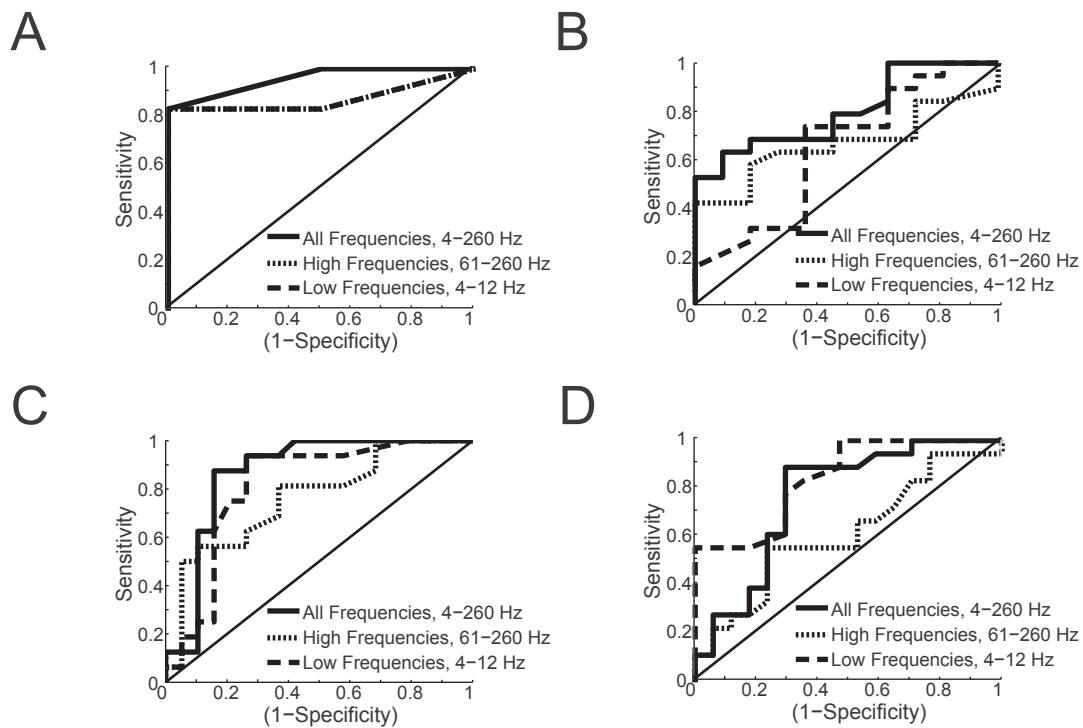 A
1
0.8
0.6
0.4
0.2
0
Sensitivity
All Frequencies, 4−260 Hz
High Frequencies, 61−260 Hz
Low Frequencies, 4−12 Hz
0 0.2 0.4 0.6 0.8 1
(1−Specificity)
B
1
0.8
0.6
0.4
0.2
0
Sensitivity
All Frequencies, 4−260 Hz
High Frequencies, 61−260 Hz
Low Frequencies, 4−12 Hz
0 0.2 0.4 0.6 0.8 1
(1−Specificity)
C
1
0.8
0.6
0.4
0.2
0
Sensitivity
All Frequencies, 4−260 Hz
High Frequencies, 61−260 Hz
Low Frequencies, 4−12 Hz
0 0.2 0.4 0.6 0.8 1
(1−Specificity)
D
1
0.8
0.6
0.4
0.2
0
Sensitivity
All Frequencies, 4−260 Hz
High Frequencies, 61−260 Hz
Low Frequencies, 4−12 Hz
0 0.2 0.4 0.6 0.8 1
(1−Specificity)